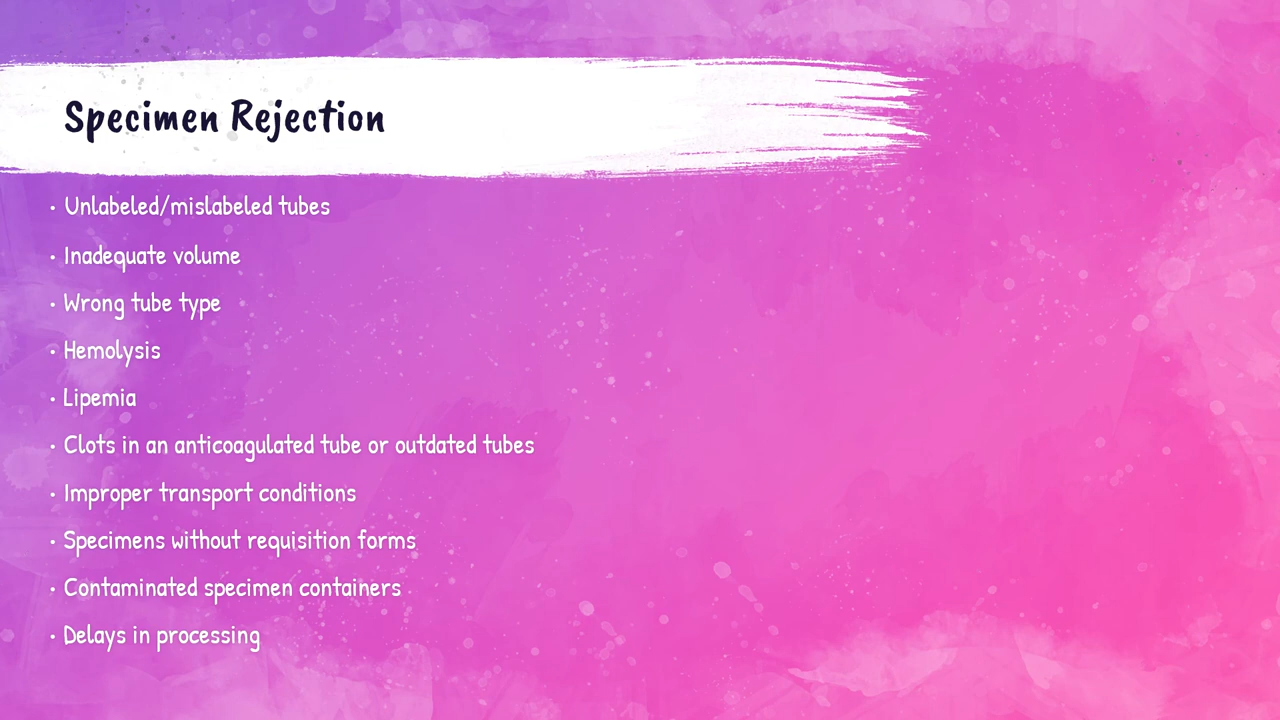 Specimen Rejection
• Unlabeled/mislabeled tubes
• Inadequate volume
• Wrong tube type
• Hemolysis
• Lipemia
• Clots in an anticoagulated tube or outdated tubes
• Improper transport conditions
• Specimens without requisition forms
• Contaminated specimen containers
• Delays in processing